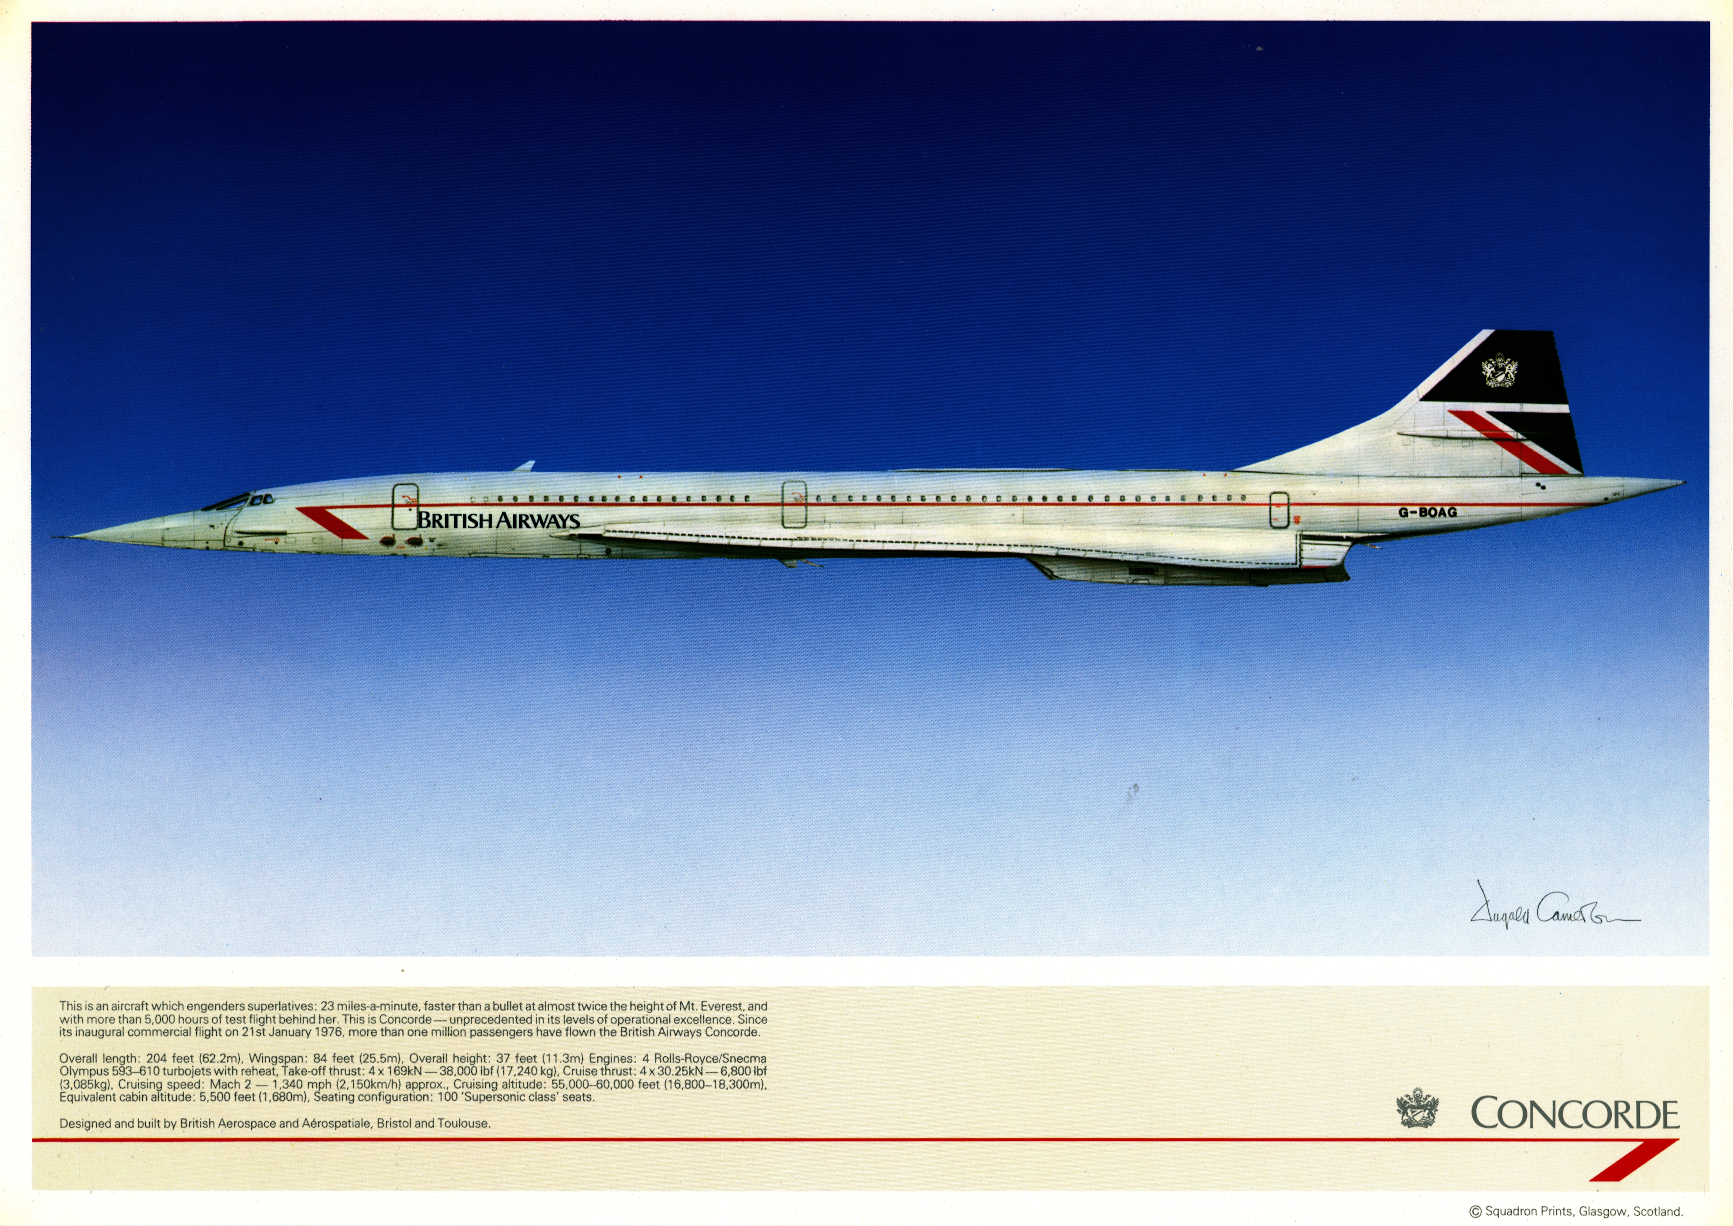 BRITISH AIRWAYS
G-BOAG
Dugald Cameron
This is an aircraft which engenders superlatives: 23 miles-a-minute, faster than a bullet at almost twice the height of Mt. Everest, and
with more than 5,000 hours of test flight behind her. This is Concorde — unprecedented in its levels of operational excellence. Since
its inaugural commercial flight on 21st January 1976, more than one million passengers have flown the British Airways Concorde.
Overall length: 204 feet (62.2m), Wingspan: 84 feet (25.5m), Overall height: 37 feet (11.3m) Engines: 4 Rolls-Royce/Snecma
Olympus 593–610 turbojets with reheat, Take-off thrust: 4 x 169kN — 38,000 lbf (17,240 kg), Cruise thrust: 4 x 30.25kN — 6,800 lbf
(3,085kg), Cruising speed: Mach 2 — 1,340 mph (2,150km/h) approx., Cruising altitude: 55,000–60,000 feet (16,800–18,300m),
Equivalent cabin altitude: 5,500 feet (1,680m), Seating configuration: 100 'Supersonic class' seats.
Designed and built by British Aerospace and Aérospatiale, Bristol and Toulouse.
CONCORDE
© Squadron Prints, Glasgow, Scotland.